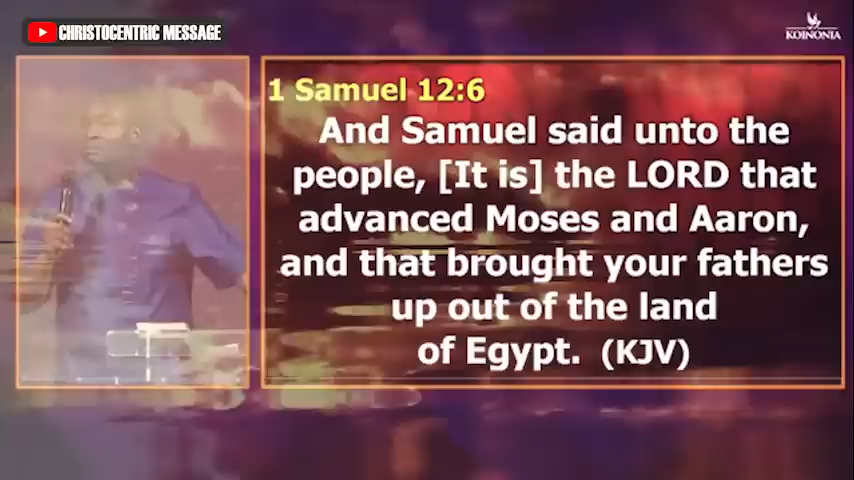 CHRISTOCENTRIC MESSAGE
KOINONIA
1 Samuel 12:6
And Samuel said unto the
people, [It is] the LORD that
advanced Moses and Aaron,
and that brought your fathers
up out of the land
of Egypt. (KJV)